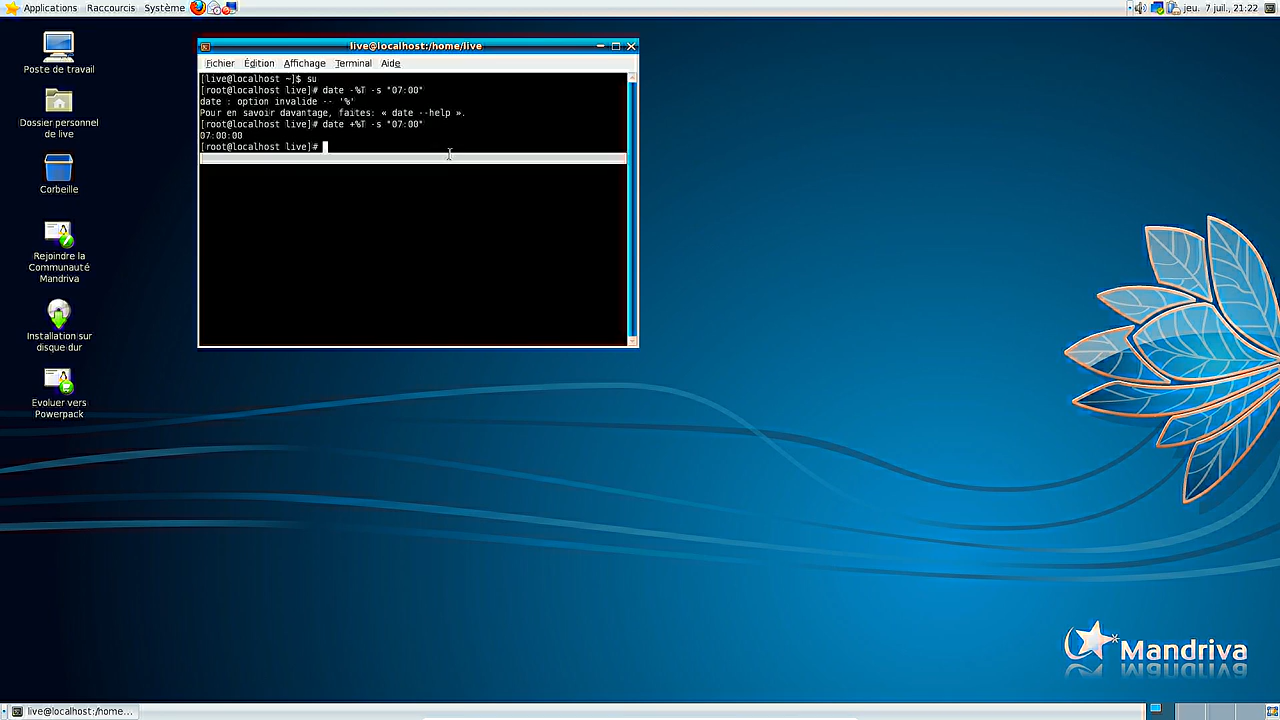 Applications Raccourcis Système
jeu. 7 juil., 21:22
Poste de travail
Dossier personnel
de live
Corbeille
Rejoindre la
Communauté
Mandriva
Installation sur
disque dur
Evoluer vers
Powerpack
live@localhost:/home/live
Fichier Édition Affichage Terminal Aide
[live@localhost ~]$ su
[root@localhost live]# date -%T -s "07:00"
date : option invalide -- '%'
Pour en savoir davantage, faites: « date --help ».
[root@localhost live]# date +%T -s "07:00"
07:00:00
[root@localhost live]#
Mandriva
live@localhost:/home...